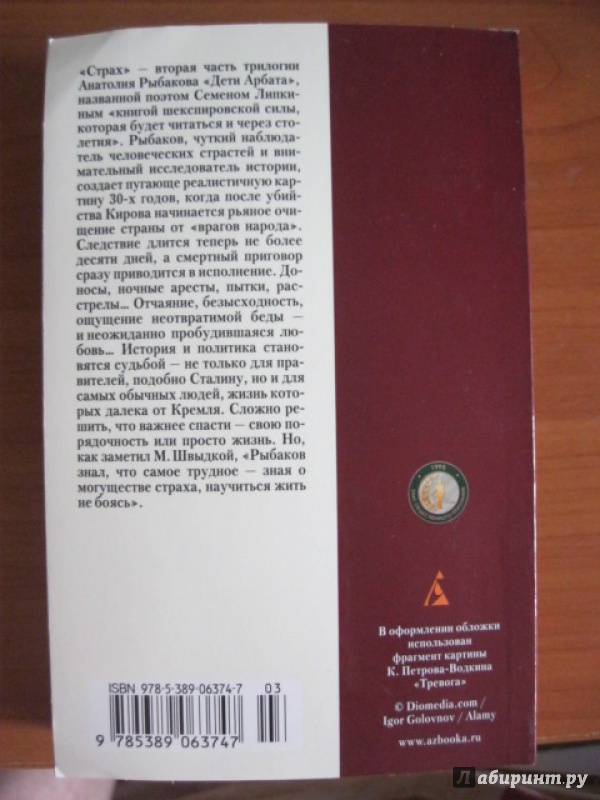 «Страх» — вторая часть трилогии
Анатолия Рыбакова «Дети Арбата»,
названной поэтом Семеном Липки-
ным «книгой шекспировской силы,
которая будет читаться и через сто-
летия». Рыбаков, чуткий наблюда-
тель человеческих страстей и вни-
мательный исследователь истории,
создает пугающе реалистичную кар-
тину 30-х годов, когда после убий-
ства Кирова начинается рьяное очи-
щение страны от «врагов народа».
Следствие длится теперь не более
десяти дней, а смертный приговор
сразу приводится в исполнение. До-
носы, ночные аресты, пытки, рас-
стрелы... Отчаяние, безысходность,
ощущение неотвратимой беды —
и неожиданно пробудившаяся лю-
бовь... История и политика стано-
вятся судьбой — не только для пра-
вителей, подобно Сталину, но и для
самых обычных людей, жизнь кото-
рых далека от Кремля. Сложно ре-
шить, что важнее спасти — свою по-
рядочность или просто жизнь. Но,
как заметил М. Швыдкой, «Рыбаков
знал, что самое трудное — зная о
могуществе страха, научиться жить
не боясь».
1995
В оформлении обложки
использован
фрагмент картины
К. Петрова-Водкина
«Тревога»
© Diomedia.com /
Igor Golovnov / Alamy
www.azbooka.ru
ISBN 978-5-389-06374-7 03
9 785389 063747 >
Лабиринт.ру